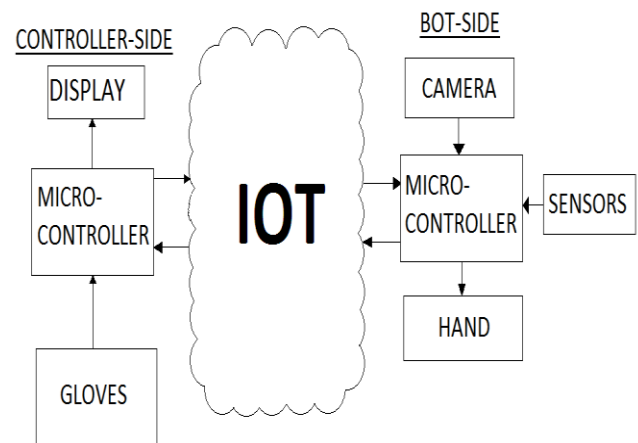 CONTROLLER-SIDE
DISPLAY
MICRO-
CONTROLLER
GLOVES
IOT
BOT-SIDE
CAMERA
MICRO-
CONTROLLER
SENSORS
HAND